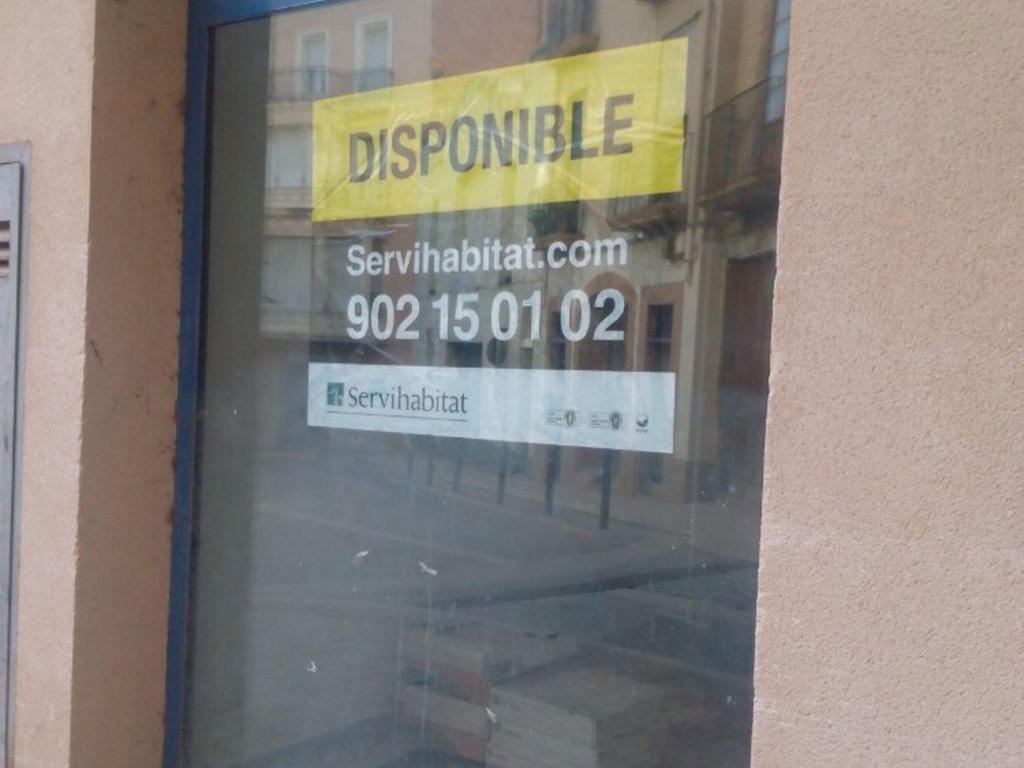 DISPONIBLE
Servihabitat.com
902 15 01 02
Servihabitat